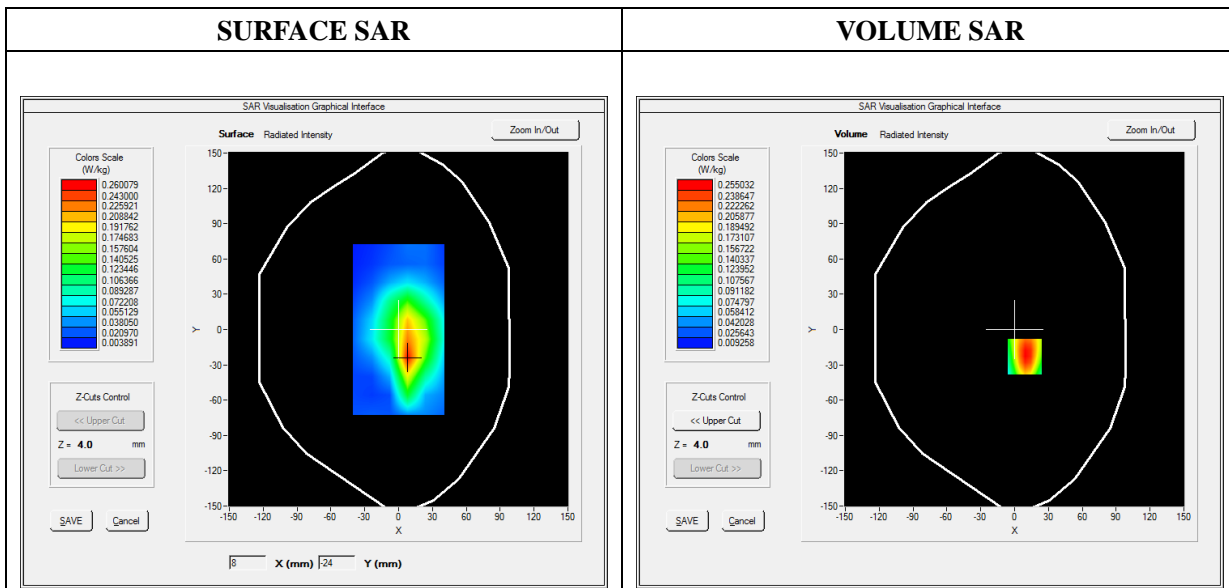 SURFACE SAR
VOLUME SAR
SAR Visualisation Graphical Interface
Surface Radiated Intensity
Zoom In/Out
Colors Scale
(W/kg)
0.260079
0.243000
0.225921
0.208842
0.191762
0.174683
0.157604
0.140525
0.123446
0.106366
0.089287
0.072208
0.055129
0.038050
0.020970
0.003891
Z-Cuts Control
<< Upper Cut
Z = 4.0 mm
Lower Cut >>
SAVE Cancel
150
120
90
60
30
0
-30
-60
-90
-120
-150
Y
-150 -120 -90 -60 -30 0 30 60 90 120 150
X
8 X (mm) -24 Y (mm)
SAR Visualisation Graphical Interface
Volume Radiated Intensity
Zoom In/Out
Colors Scale
(W/kg)
0.255032
0.238647
0.222262
0.205877
0.189492
0.173107
0.156722
0.140337
0.123952
0.107567
0.091182
0.074797
0.058412
0.042028
0.025643
0.009258
Z-Cuts Control
<< Upper Cut
Z = 4.0 mm
Lower Cut >>
SAVE Cancel
150
120
90
60
30
0
-30
-60
-90
-120
-150
Y
-150 -120 -90 -60 -30 0 30 60 90 120 150
X